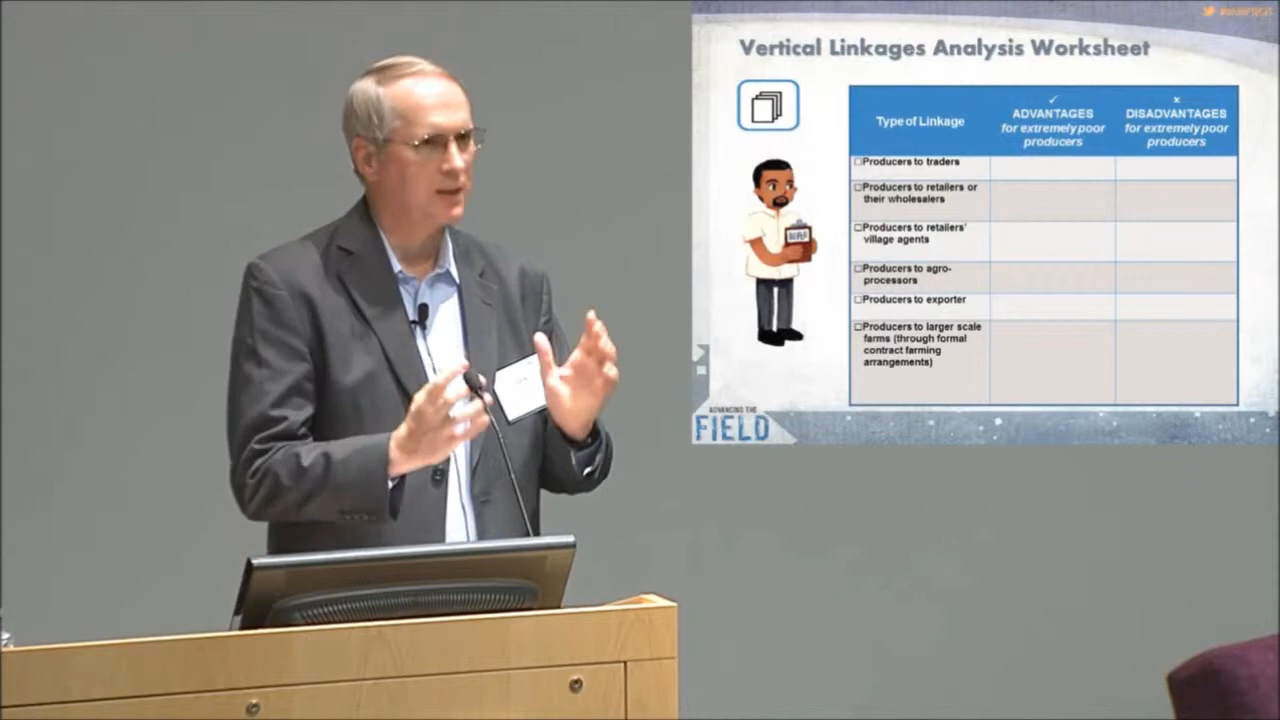 Vertical Linkages Analysis Worksheet
Type of Linkage
✓
ADVANTAGES
for extremely poor
producers
x
DISADVANTAGES
for extremely poor
producers
Producers to traders
Producers to retailers or
their wholesalers
Producers to retailers'
village agents
Producers to agro-
processors
Producers to exporter
Producers to larger scale
farms (through formal
contract farming
arrangements)
ADVANCING THE
FIELD